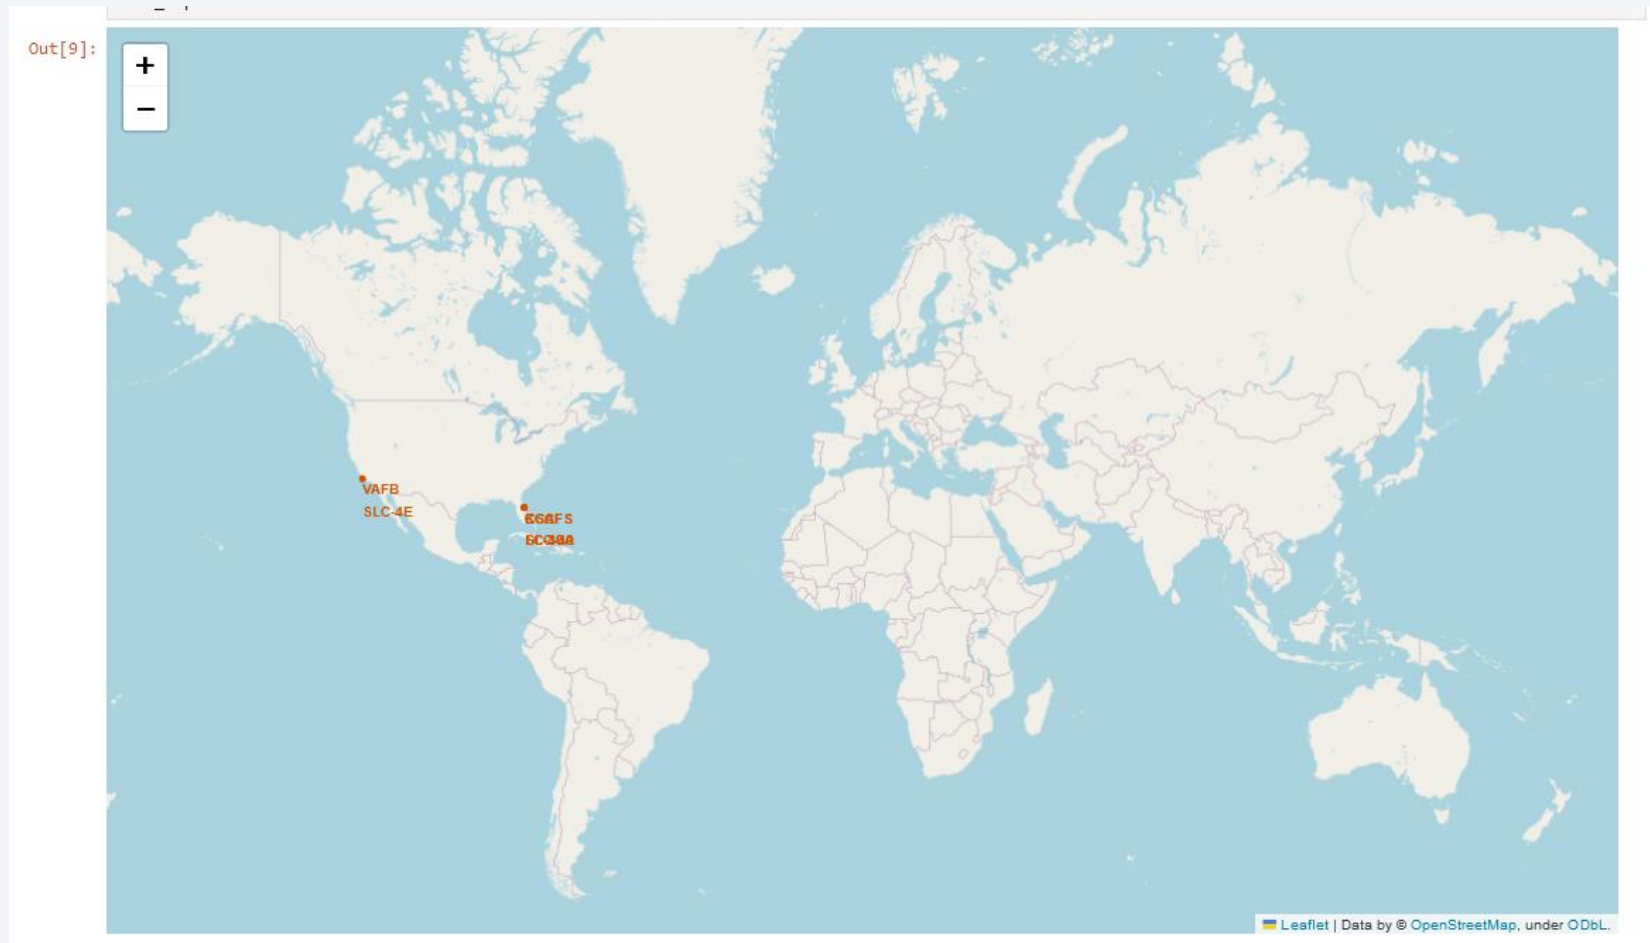 Out[9]:
+
−
VAFB
SLC-4E
Leaflet | Data by © OpenStreetMap, under ODbL.